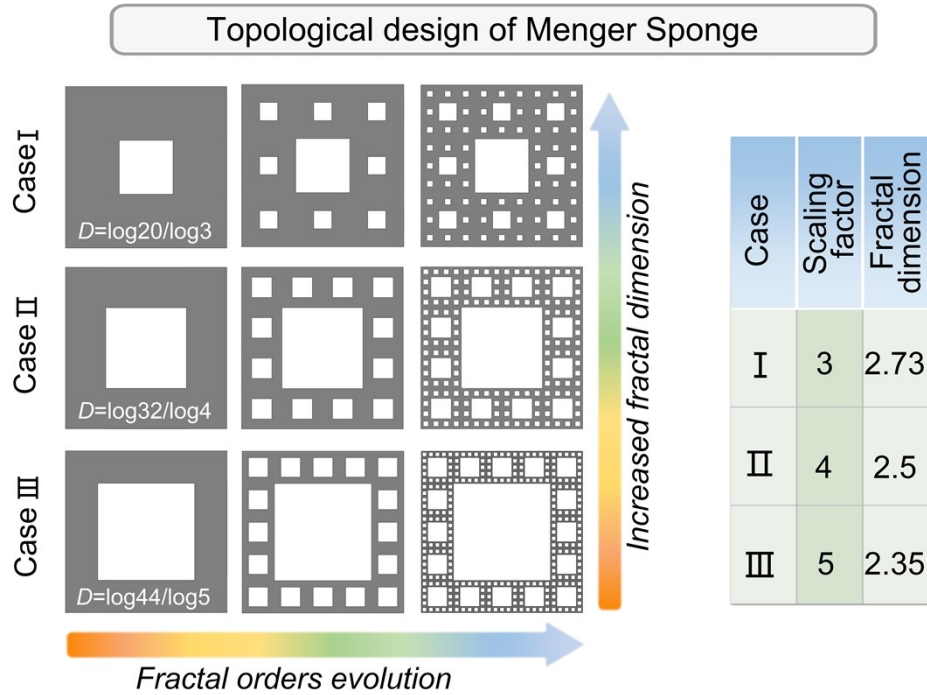 Topological design of Menger Sponge
Case Ⅰ
D=log20/log3
Case Ⅱ
D=log32/log4
Case Ⅲ
D=log44/log5
Increased fractal dimension
Fractal orders evolution
Case
Scaling
factor
Fractal
dimension
Ⅰ 3 2.73
Ⅱ 4 2.5
Ⅲ 5 2.35